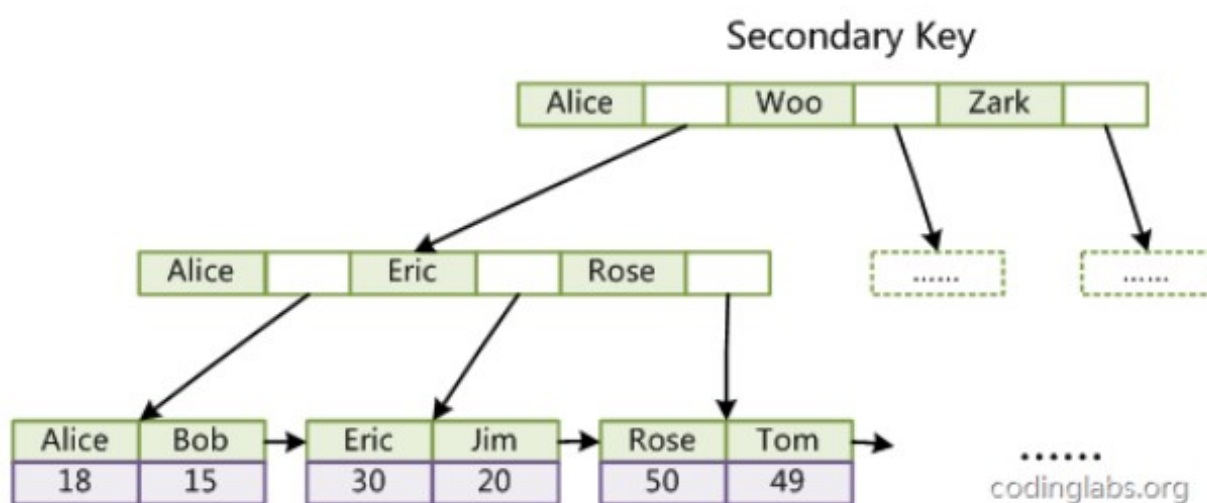 Secondary Key
Alice Woo Zark
Alice Eric Rose
...... ......
Alice Bob Eric Jim Rose Tom
18 15 30 20 50 49
......
codinglabs.org